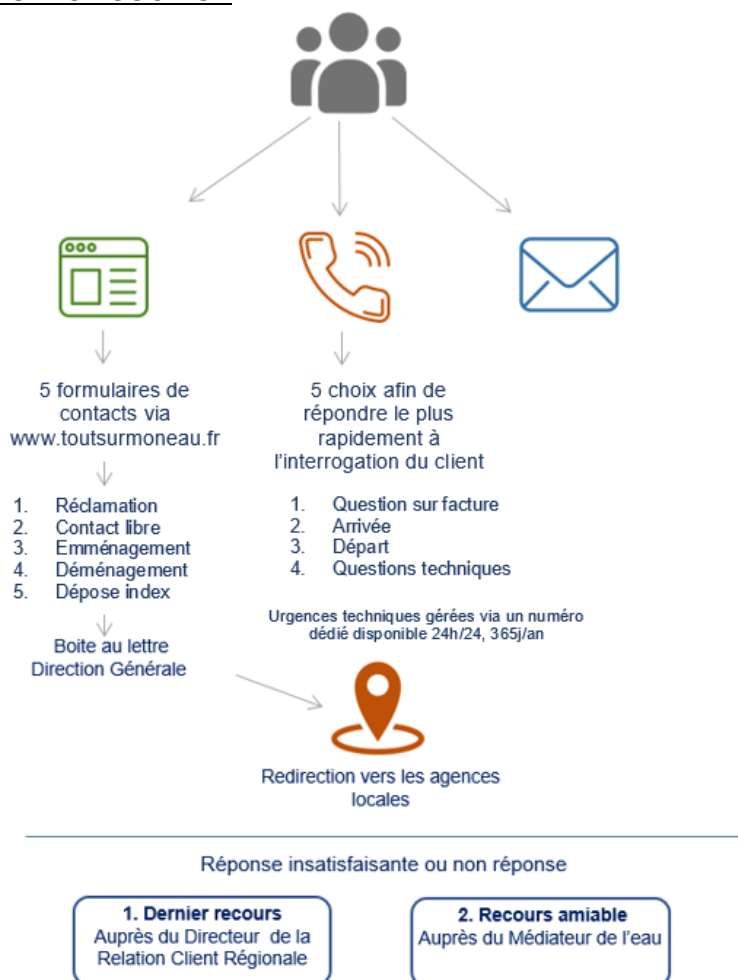 5 formulaires de
contacts via
www.toutsurmoneau.fr
1. Réclamation
2. Contact libre
3. Emménagement
4. Déménagement
5. Dépose index
Boite au lettre
Direction Générale
5 choix afin de
répondre le plus
rapidement à
l'interrogation du client
1. Question sur facture
2. Arrivée
3. Départ
4. Questions techniques
Urgences techniques gérées via un numéro
dédié disponible 24h/24, 365j/an
Redirection vers les agences
locales
Réponse insatisfaisante ou non réponse
1. Dernier recours
Auprès du Directeur de la
Relation Client Régionale
2. Recours amiable
Auprès du Médiateur de l'eau